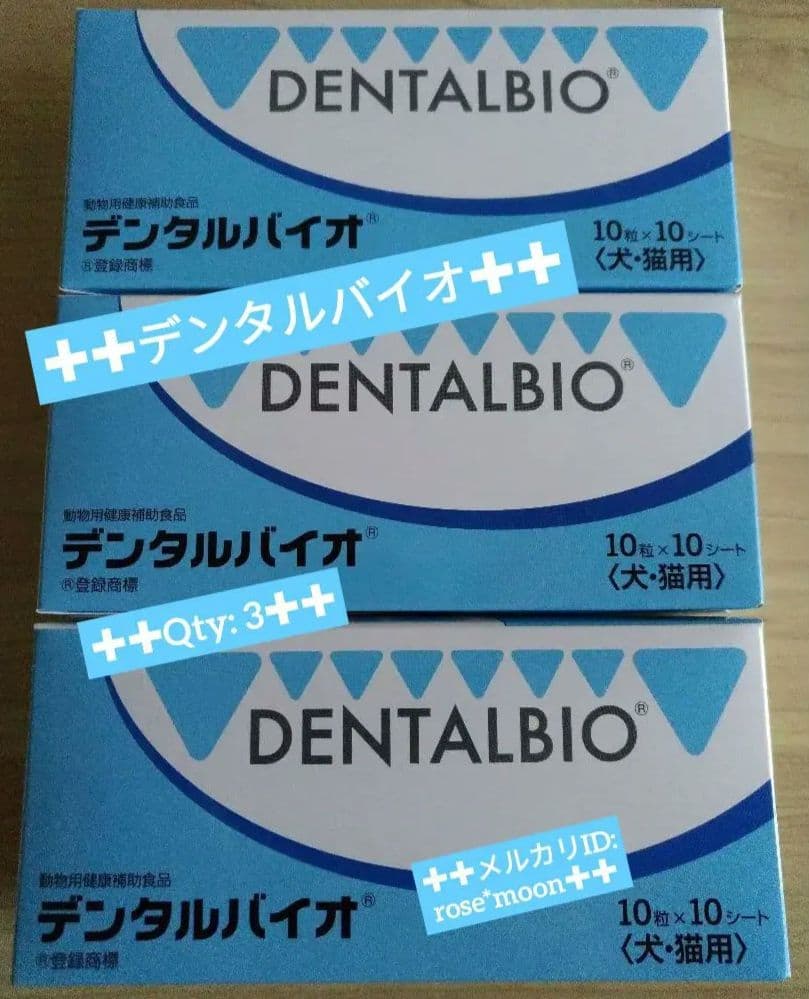 DENTALBIO®
動物用健康補助食品
デンタルバイオ®
®登録商標
10粒×10シート
〈犬・猫用〉
++デンタルバイオ++
DENTALBIO®
動物用健康補助食品
デンタルバイオ®
®登録商標
10粒×10シート
〈犬・猫用〉
++Qty: 3++
DENTALBIO®
++メルカリID:
rose*moon++
動物用健康補助食品
デンタルバイオ®
®登録商標
10粒×10シート
〈犬・猫用〉